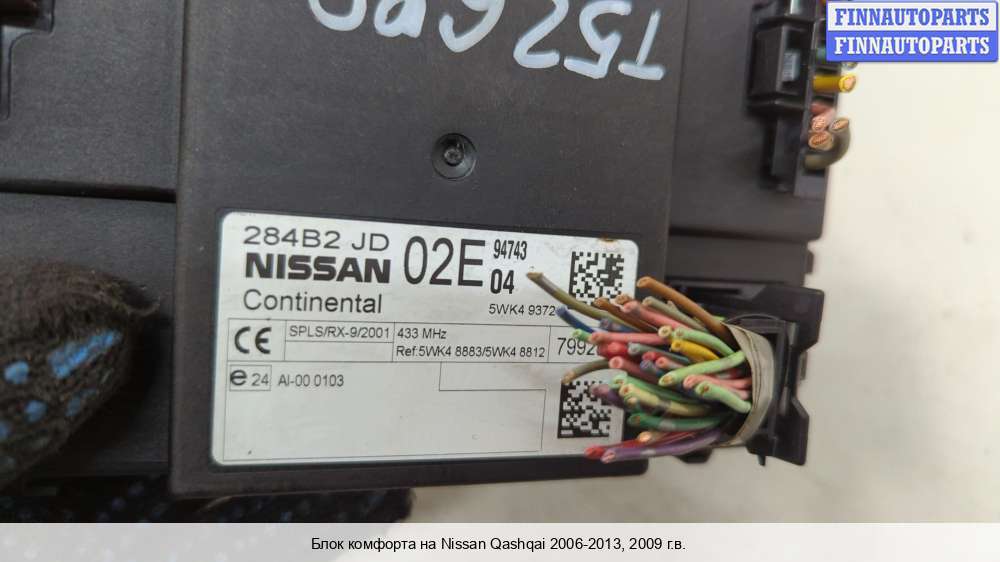 FINNAUTOPARTS
FINNAUTOPARTS
T526
284B2 JD 02E 94743
NISSAN 04
Continental 5WK4 9372
CE SPLS/RX-9/2001 433 MHz
Ref:5WK4 8883/5WK4 8812
e 24 AI-00 0103
Блок комфорта на Nissan Qashqai 2006-2013, 2009 г.в.